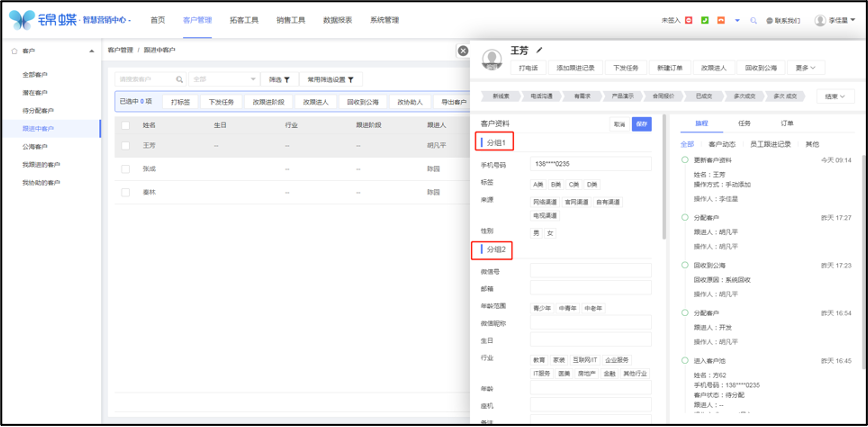 锦蝶·智慧营销中心
首页 客户管理 拓客工具 销售工具 数据报表 系统管理
未签入 联系我们 李佳星
客户
全部客户
潜在客户
待分配客户
跟进中客户
公海客户
我跟进的客户
我协助的客户
客户管理 / 跟进中客户
请搜索客户 全部 筛选 常用筛选设置
已选中 0 项 打标签 下发任务 改跟进阶段 改跟进人 回收到公海 改协助人 导出客户
姓名 生日 行业 跟进阶段 跟进人
王芳 -- -- -- 胡凡平
张成 -- -- 陈园
秦林 -- -- 陈园
王芳
打电话 添加跟进记录 下发任务 新建订单 改跟进人 回收到公海 更多
新线索 电话沟通 有需求 产品演示 合同报价 已成交 多次成交 多次 成交 结束
客户资料 取消 保存
分组1
手机号码 138****0235
标签 A类 B类 C类 D类
来源 网络渠道 官网渠道 自有渠道
电视渠道
性别 男 女
分组2
微信号
邮箱
年龄范围 青少年 中青年 中老年
微信昵称
生日
行业 教育 家装 互联网/IT 企业服务
IT服务 医美 房地产 金融 其他行业
年龄
座机
备注
旅程 任务 订单
全部 客户动态 员工跟进记录 其他
更新客户资料 今天 09:14
姓名：王芳
操作方式：手动添加
操作人：李佳星
分配客户 昨天 17:27
跟进人：胡凡平
操作人：胡凡平
回收到公海 昨天 17:23
回收原因：系统回收
操作人：胡凡平
分配客户 昨天 16:54
跟进人：开发
操作人：胡凡平
进入客户池 昨天 16:45
姓名：方62
手机号码：138****0235
客户状态：待分配
跟进人：--